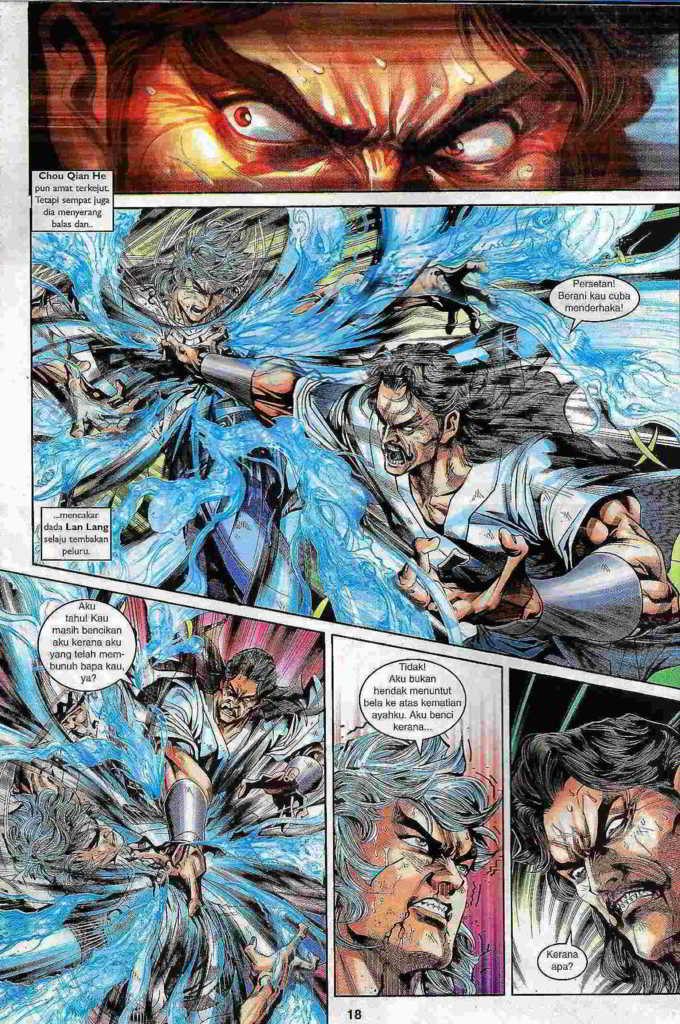 Chou Qian He
pun amat terkejut.
Tetapi sempat juga
dia menyerang
balas dan..
Persetan!
Berani kau cuba
menderhaka!
...mencakar
dada Lan Lang
selaju tembakan
peluru.
Aku
tahu! Kau
masih bencikan
aku kerana aku
yang telah mem-
bunuh bapa kau,
ya?
Tidak!
Aku bukan
hendak menuntut
bela ke atas kematian
ayahku. Aku benci
kerana...
Kerana
apa?
18